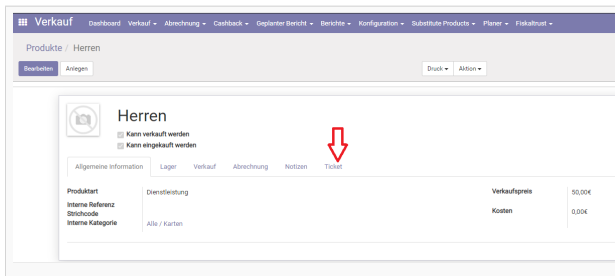 Verkauf Dashboard Verkauf Abrechnung Cashback Geplanter Bericht Berichte Konfiguration Substitute Products Planer Fiskaltrust
Produkte / Herren
Bearbeiten Anlegen Druck Aktion
Herren
Kann verkauft werden
Kann eingekauft werden
Allgemeine Information Lager Verkauf Abrechnung Notizen Ticket
Produktart Dienstleistung Verkaufspreis 50,00€
Interne Referenz
Strichcode Kosten 0,00€
Interne Kategorie Alle / Karten